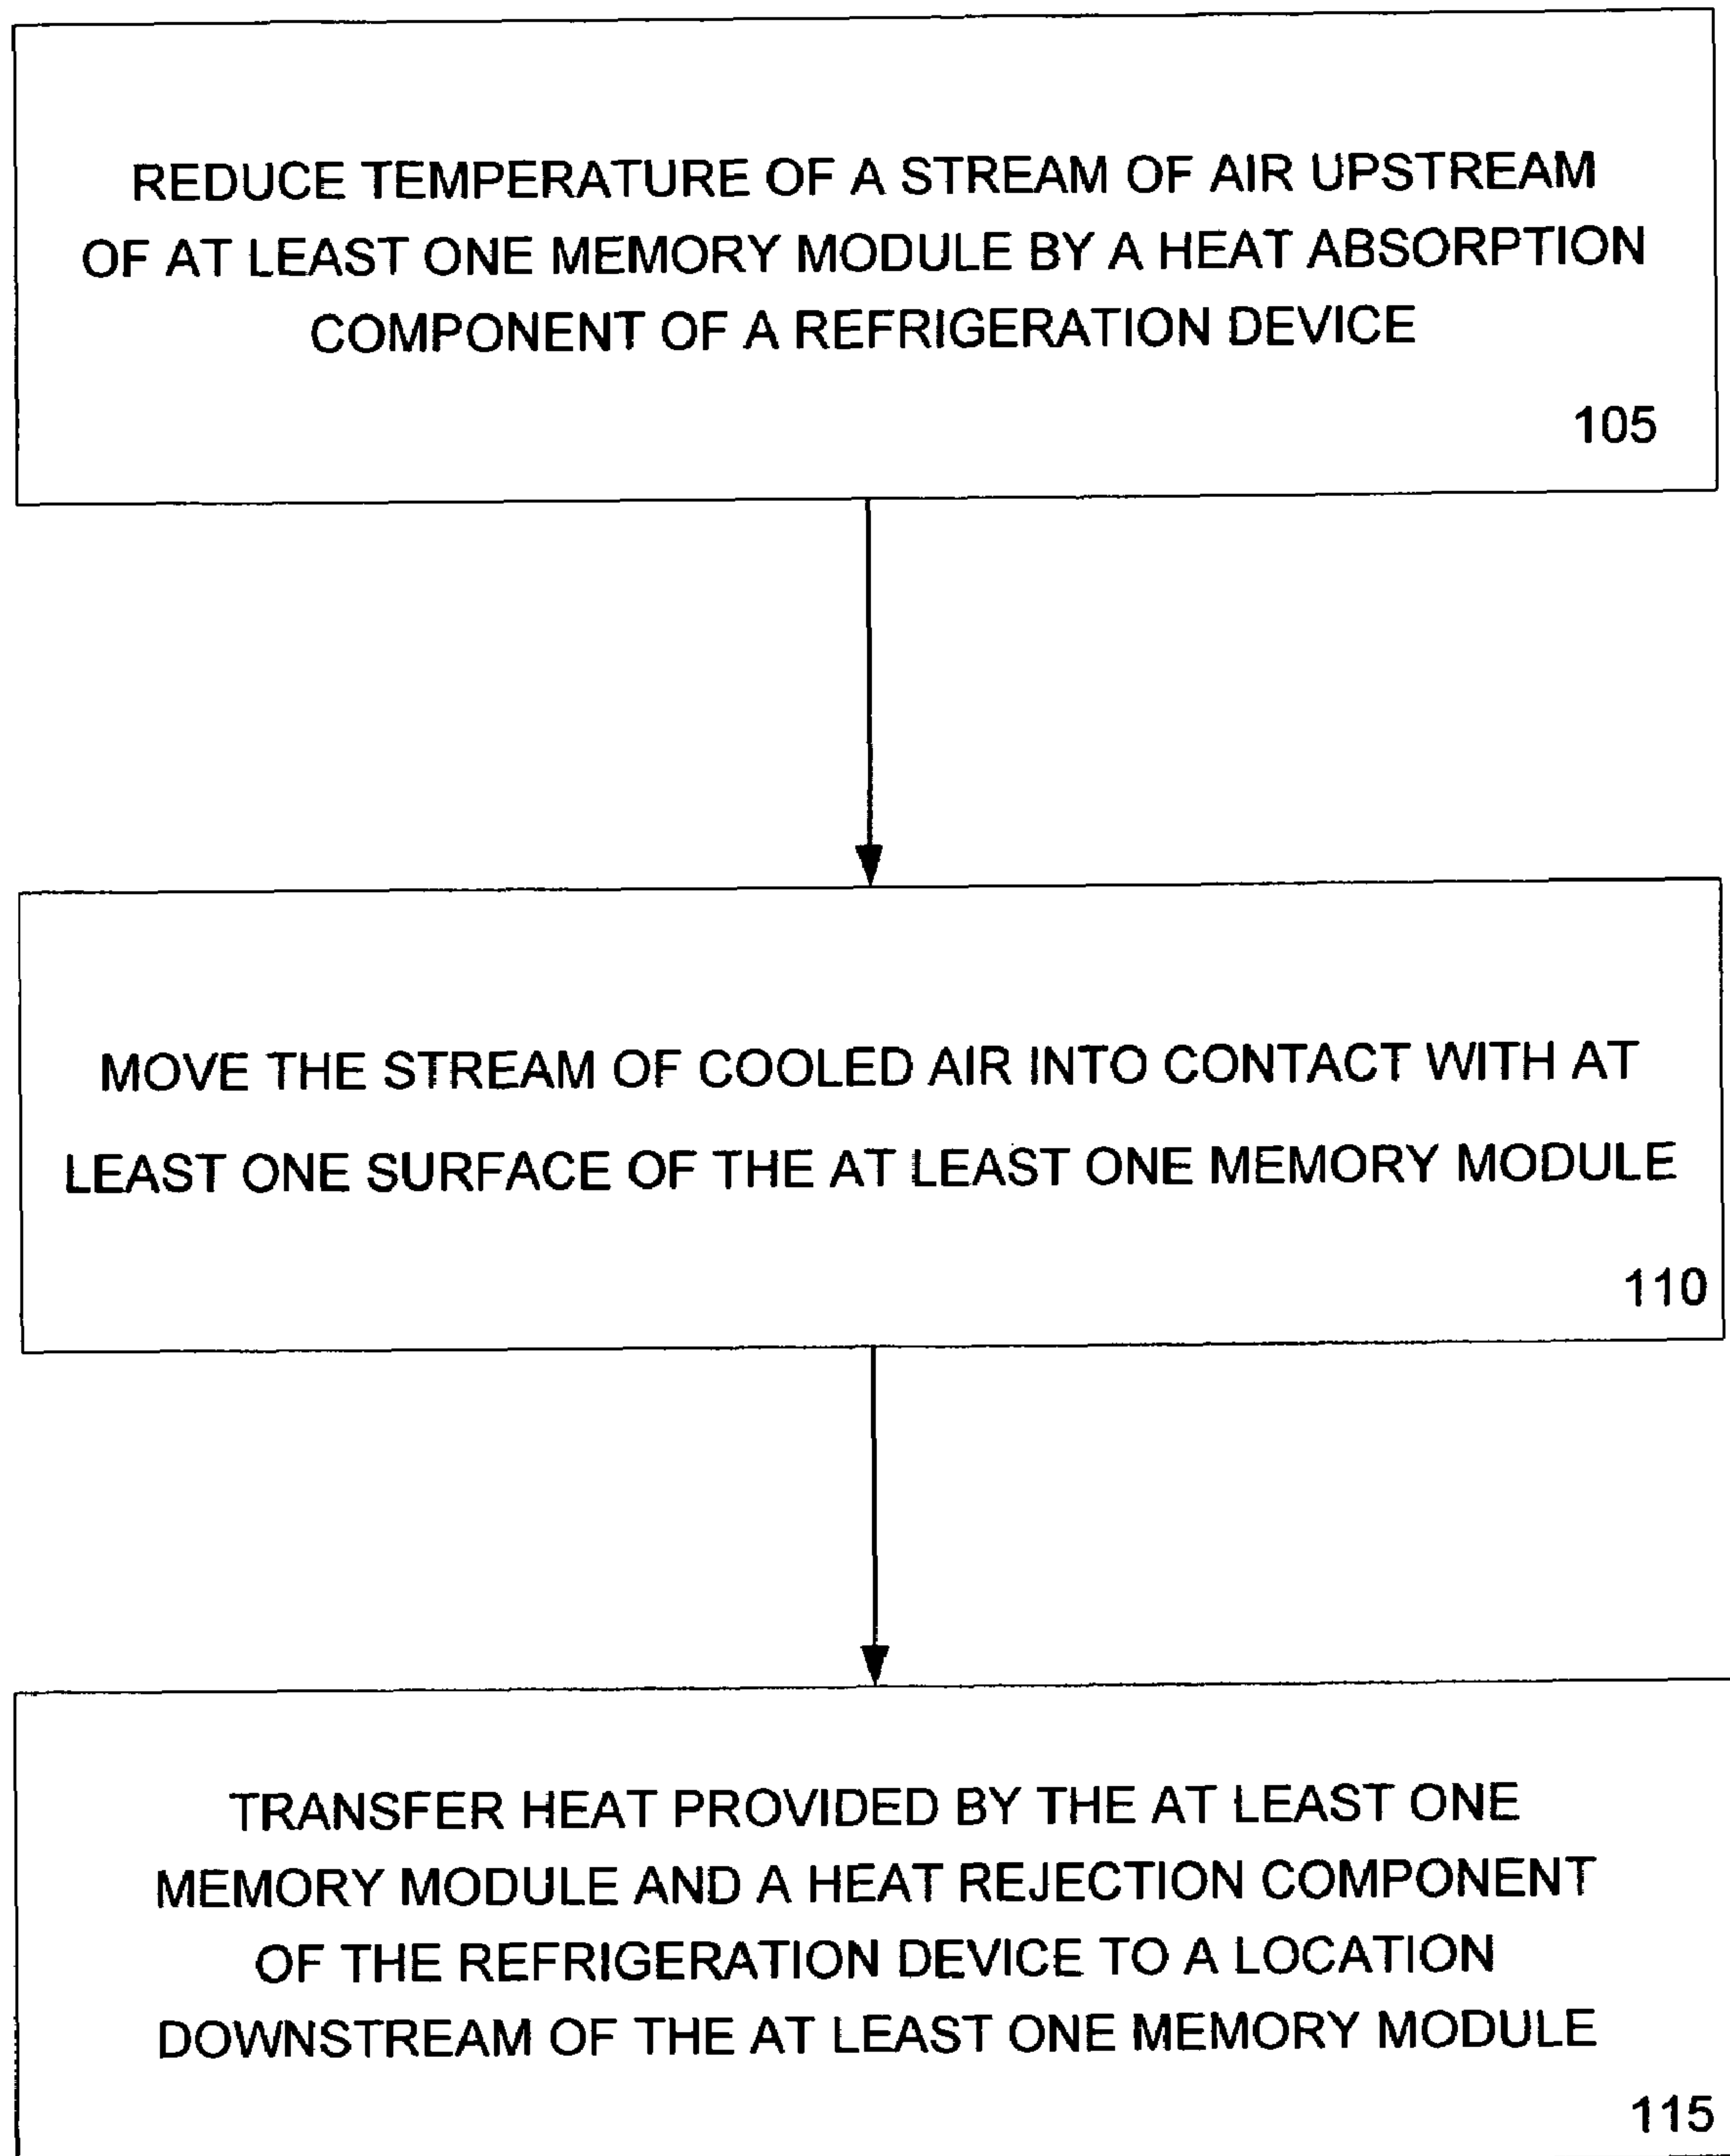 REDUCE TEMPERATURE OF A STREAM OF AIR UPSTREAM
OF AT LEAST ONE MEMORY MODULE BY A HEAT ABSORPTION
COMPONENT OF A REFRIGERATION DEVICE
105
MOVE THE STREAM OF COOLED AIR INTO CONTACT WITH AT
LEAST ONE SURFACE OF THE AT LEAST ONE MEMORY MODULE
110
TRANSFER HEAT PROVIDED BY THE AT LEAST ONE
MEMORY MODULE AND A HEAT REJECTION COMPONENT
OF THE REFRIGERATION DEVICE TO A LOCATION
DOWNSTREAM OF THE AT LEAST ONE MEMORY MODULE
115